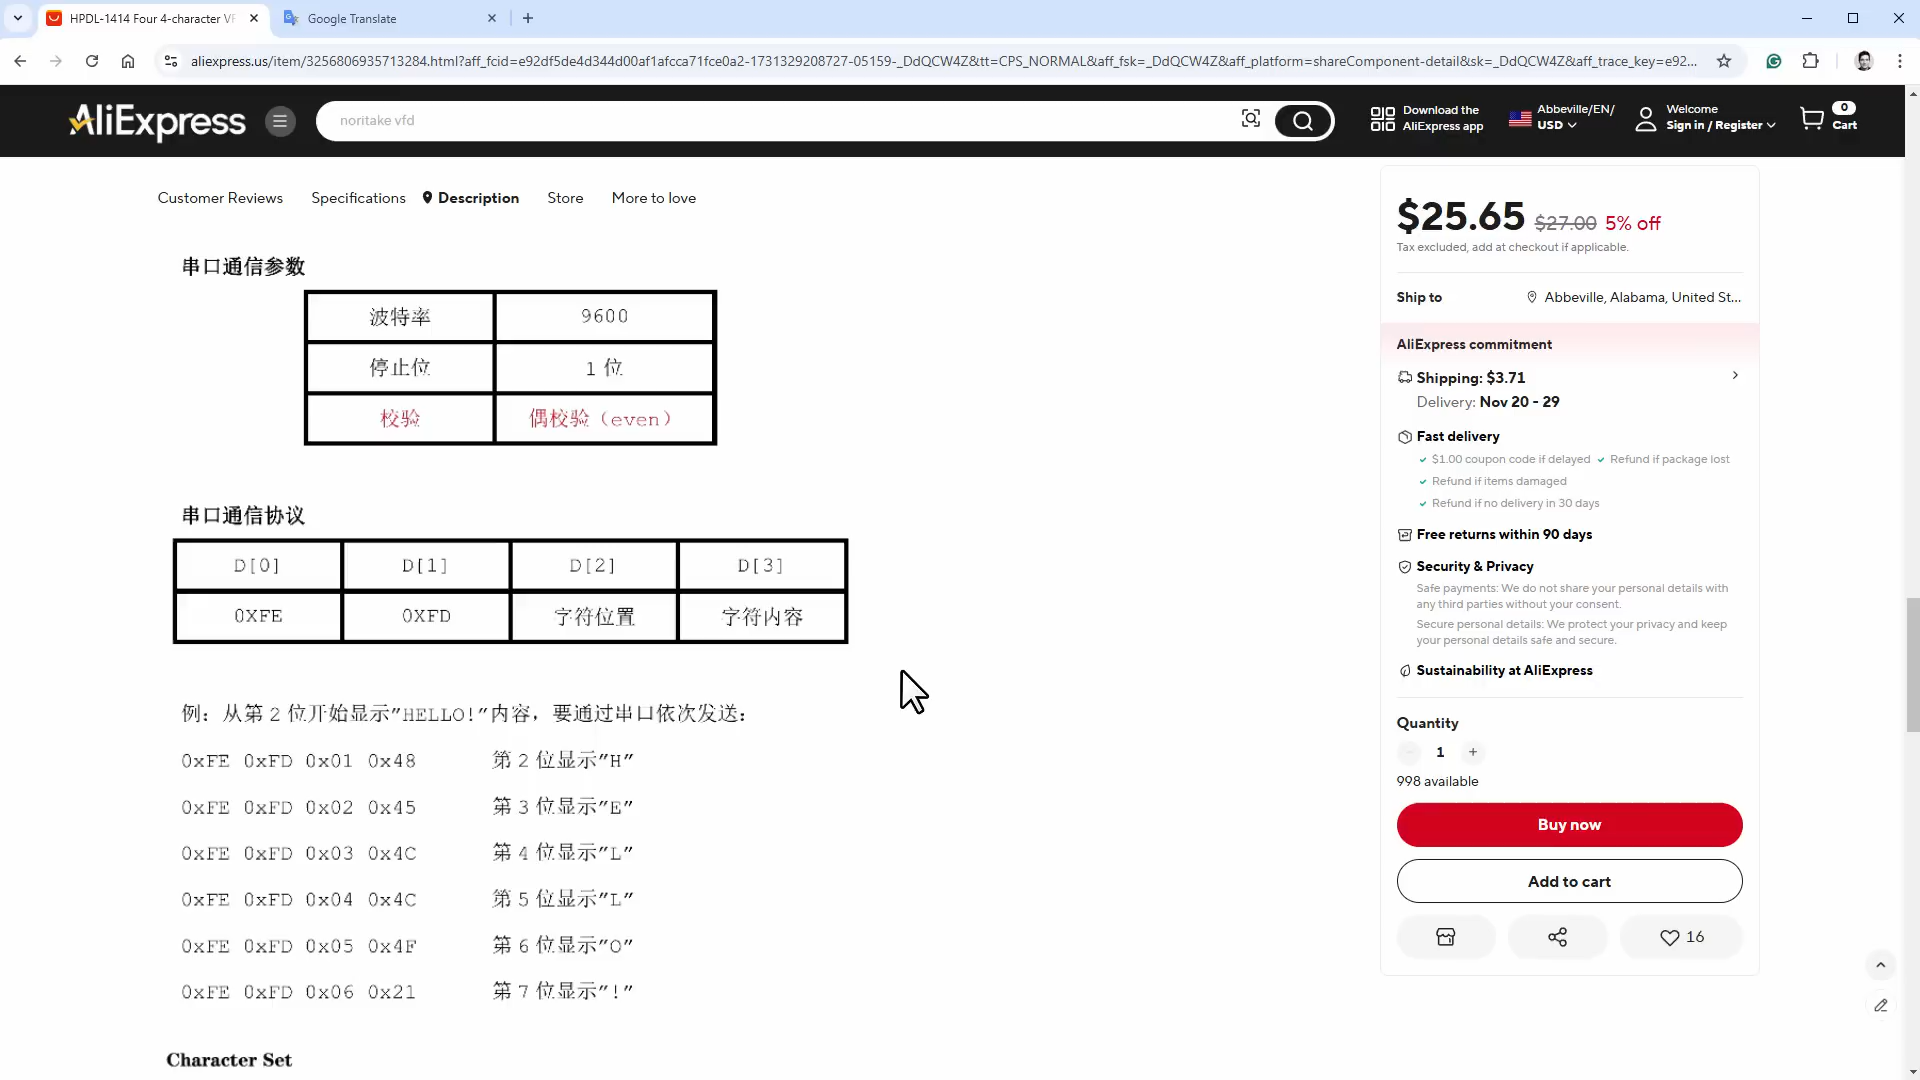 HPDL-1414 Four 4-character VF
Google Translate
aliexpress.us/item/3256806935713284.html?aff_fcid=e92df5de4d344d00af1afcca71fce0a2-1731329208727-05159-_DdQCW4Z&tt=CPS_NORMAL&aff_fsk=_DdQCW4Z&aff_platform=shareComponent-detail&sk=_DdQCW4Z&aff_trace_key=e92...
AliExpress
noritake vfd
Download the
AliExpress app
Abbeville/EN/
USD
Welcome
Sign in / Register
0
Cart
Customer Reviews
Specifications
Description
Store
More to love
串口通信参数
波特率 9600
停止位 1 位
校验 偶校验（even）
串口通信协议
D[0] D[1] D[2] D[3]
0XFE 0XFD 字符位置 字符内容
例：从第 2 位开始显示"HELLO!"内容，要通过串口依次发送：
0xFE 0xFD 0x01 0x48 第 2 位显示"H"
0xFE 0xFD 0x02 0x45 第 3 位显示"E"
0xFE 0xFD 0x03 0x4C 第 4 位显示"L"
0xFE 0xFD 0x04 0x4C 第 5 位显示"L"
0xFE 0xFD 0x05 0x4F 第 6 位显示"O"
0xFE 0xFD 0x06 0x21 第 7 位显示"!"
Character Set
$25.65 $27.00 5% off
Tax excluded, add at checkout if applicable.
Ship to
Abbeville, Alabama, United St...
AliExpress commitment
Shipping: $3.71
Delivery: Nov 20 - 29
Fast delivery
$1.00 coupon code if delayed
Refund if package lost
Refund if items damaged
Refund if no delivery in 30 days
Free returns within 90 days
Security & Privacy
Safe payments: We do not share your personal details with
any third parties without your consent.
Secure personal details: We protect your privacy and keep
your personal details safe and secure.
Sustainability at AliExpress
Quantity
1
998 available
Buy now
Add to cart
16